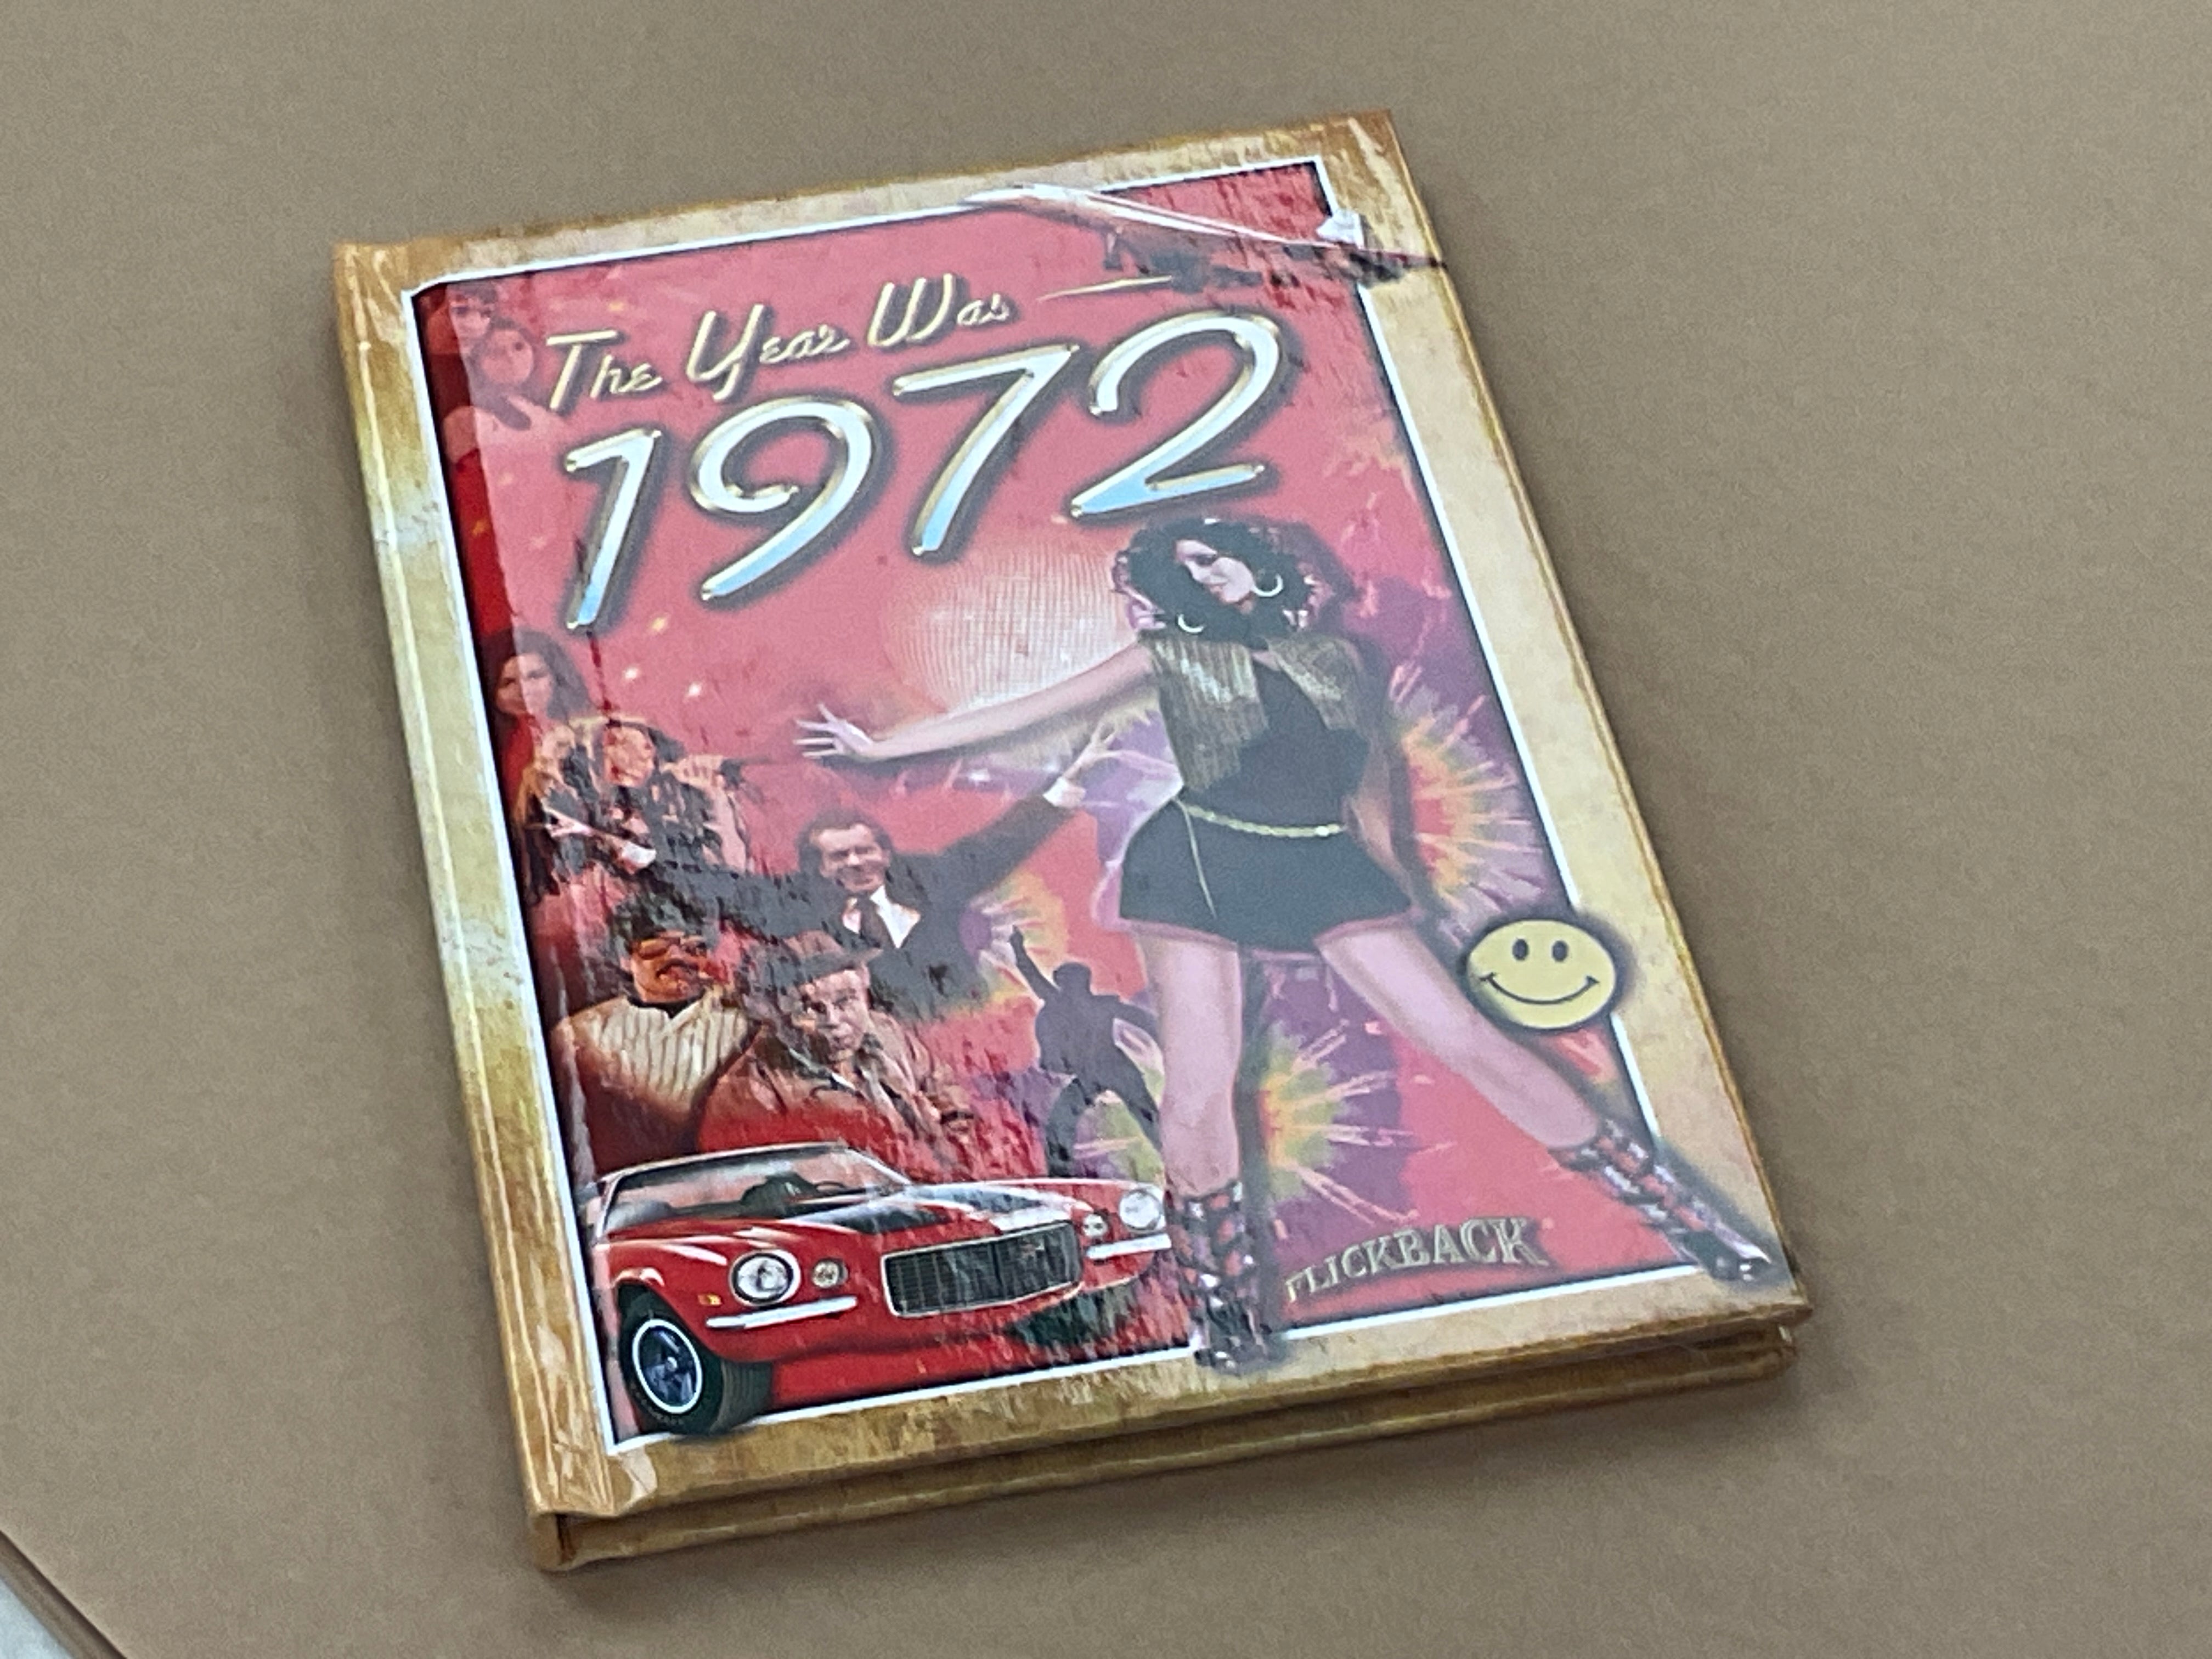 The Year Was
1972
FLICKBACK